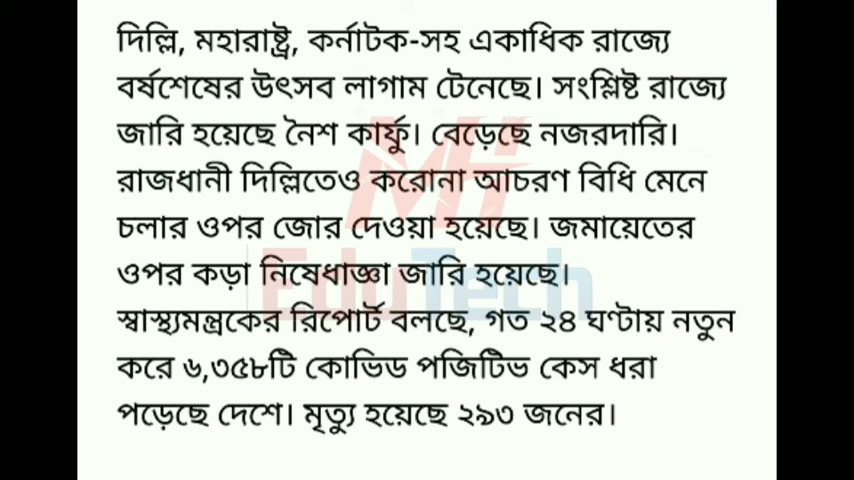 দিল্লি, মহারাষ্ট্র, কর্নাটক-সহ একাধিক রাজ্যে
বর্ষশেষের উৎসব লাগাম টেনেছে। সংশ্লিষ্ট রাজ্যে
জারি হয়েছে নৈশ কার্ফু। বেড়েছে নজরদারি।
রাজধানী দিল্লিতেও করোনা আচরণ বিধি মেনে
চলার ওপর জোর দেওয়া হয়েছে। জমায়েতের
ওপর কড়া নিষেধাজ্ঞা জারি হয়েছে।
স্বাস্থ্যমন্ত্রকের রিপোর্ট বলছে, গত ২৪ ঘণ্টায় নতুন
করে ৬,৩৫৮টি কোভিড পজিটিভ কেস ধরা
পড়েছে দেশে। মৃত্যু হয়েছে ২৯৩ জনের।
EduTech